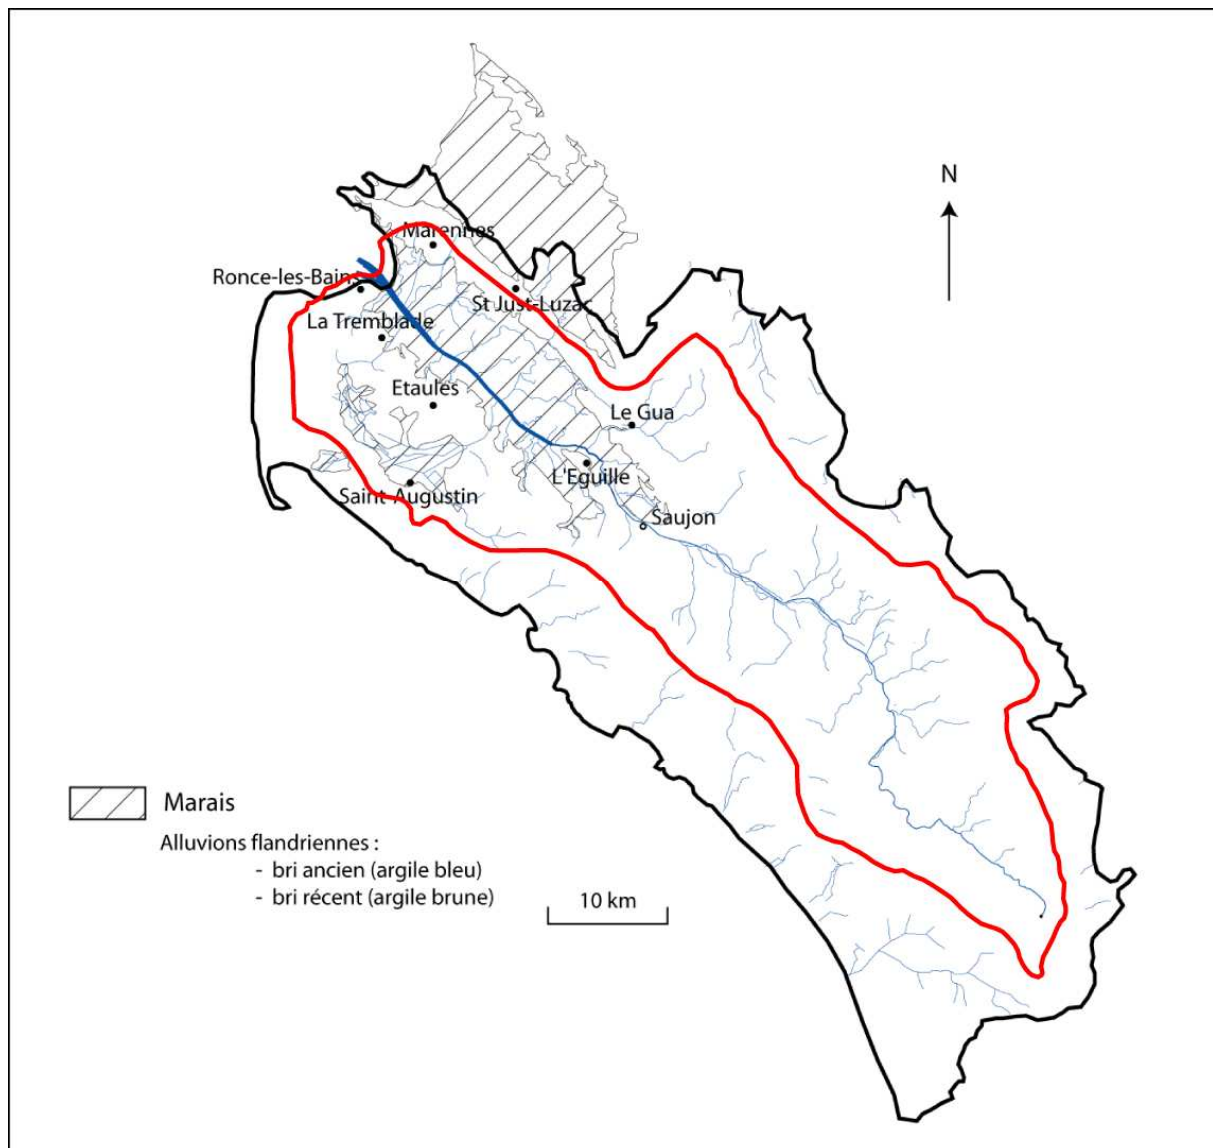 N
Marennes
Ronce-les-Bains
St Just-Luzac
La Tremblade
Etaules
Le Gua
L'Eguille
Saint-Augustin
Saujon
Marais
Alluvions flandriennes :
- bri ancien (argile bleu)
- bri récent (argile brune)
10 km